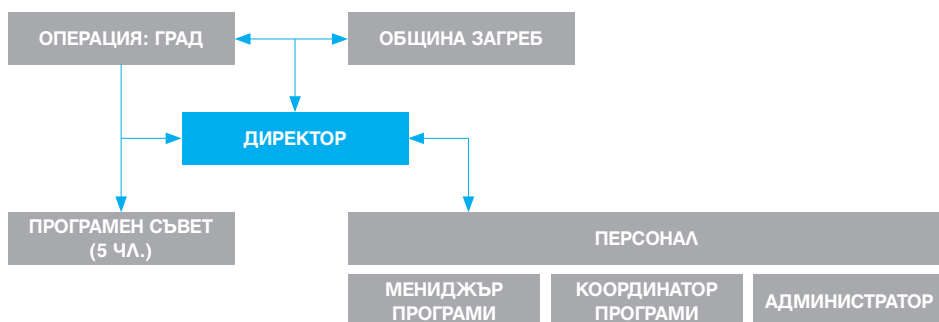 ОПЕРАЦИЯ: ГРАД
ОБЩИНА ЗАГРЕБ
ДИРЕКТОР
ПРОГРАМЕН СЪВЕТ
(5 ЧЛ.)
ПЕРСОНАЛ
МЕНИДЖЪР
ПРОГРАМИ
КООРДИНАТОР
ПРОГРАМИ
АДМИНИСТРАТОР